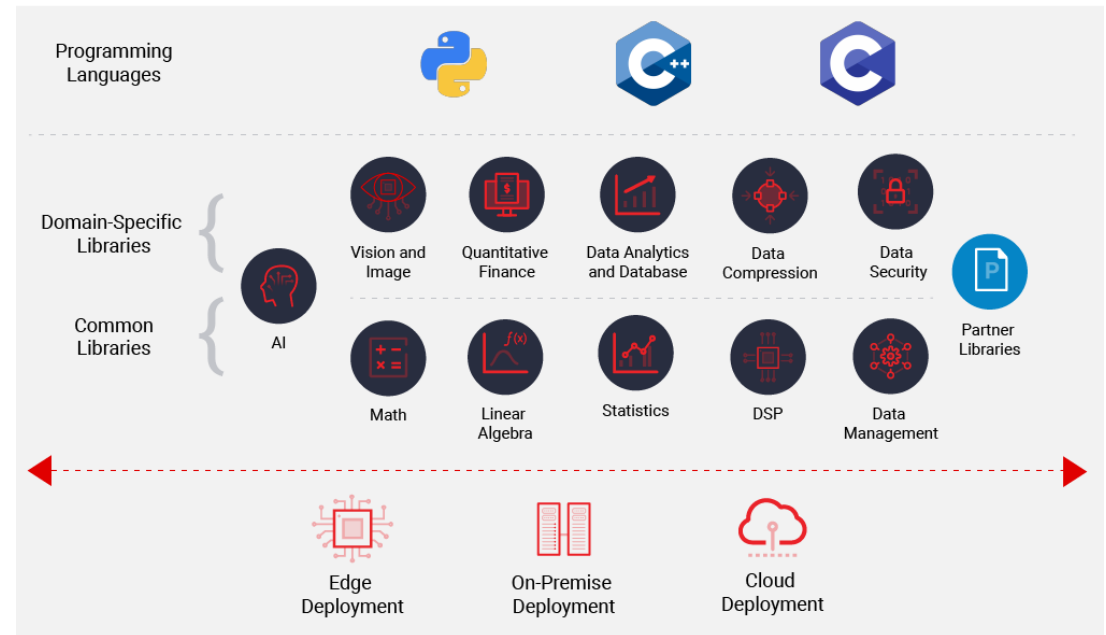 Programming
Languages
C++
C
Domain-Specific
Libraries
Vision and
Image
$
Quantitative
Finance
Data Analytics
and Database
Data
Compression
Data
Security
AI
P
Partner
Libraries
Common
Libraries
+ −
× =
Math
f(x)
Linear
Algebra
Statistics
DSP
Data
Management
Edge
Deployment
On-Premise
Deployment
Cloud
Deployment